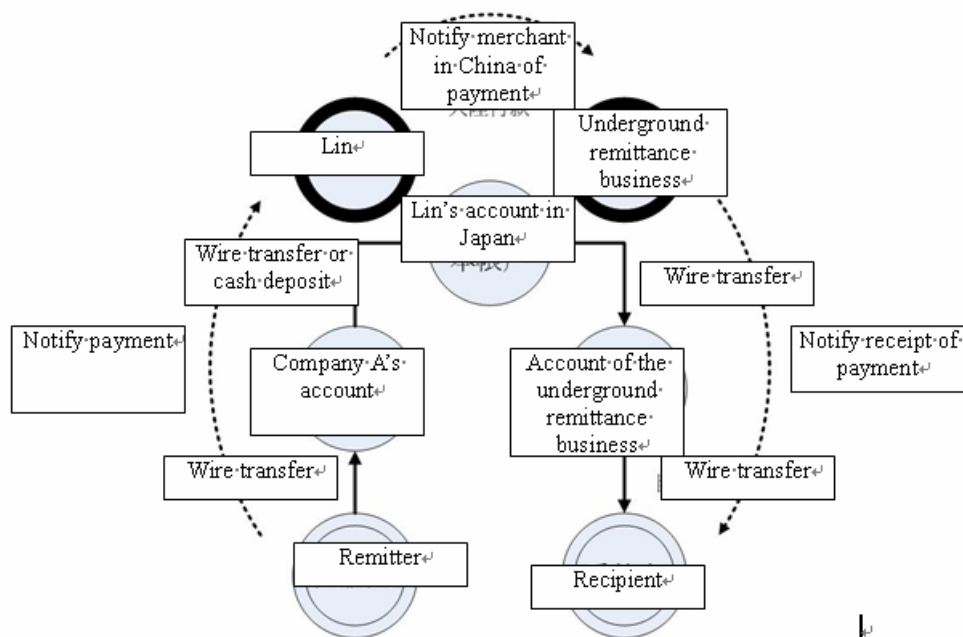 Notify merchant
in China of
payment
Lin
Underground
remittance
business
Lin's account in
Japan
Wire transfer or
cash deposit
Wire transfer
Notify payment
Company A's
account
Account of the
underground
remittance
business
Notify receipt of
payment
Wire transfer
Wire transfer
Remitter
Recipient